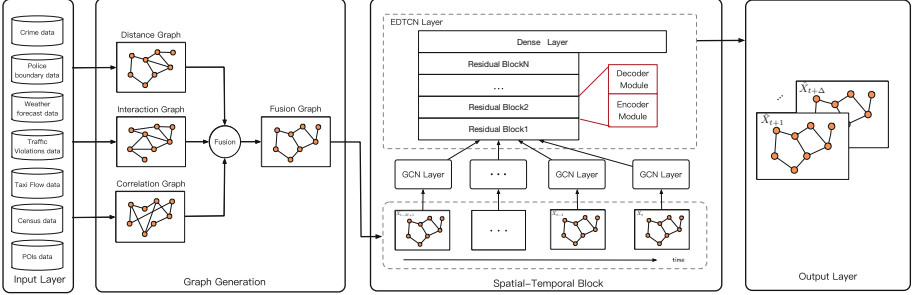 Crime data
Police
boundary data
Weather
forecast data
Traffic
Violations data
Taxi Flow data
Census data
POIs data
Input Layer
Distance Graph
Interaction Graph
Correlation Graph
Fusion
Fusion Graph
Graph Generation
EDTCN Layer
Dense Layer
Residual BlockN
...
Residual Block2
Residual Block1
Decoder
Module
Encoder
Module
GCN Layer
...
GCN Layer
GCN Layer
...
time
Spatial-Temporal Block
X̂_{t+Δ}
X̂_{t+1}
Output Layer